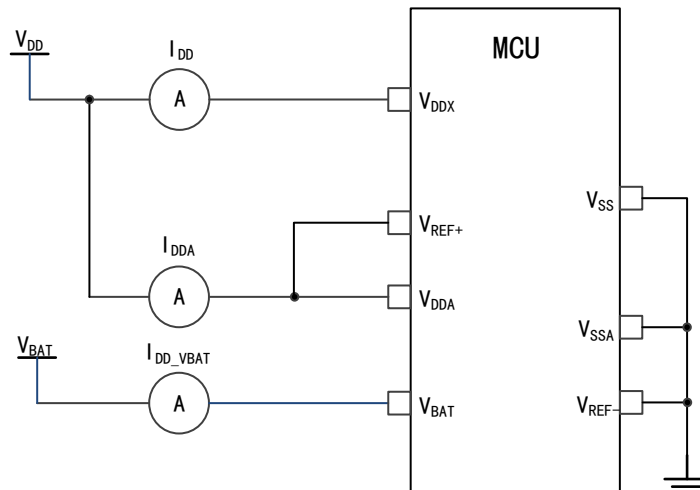 V_DD
I_DD
MCU
A
V_DDX
V_SS
V_REF+
I_DDA
A
V_DDA
V_SSA
V_BAT
I_DD_VBAT
A
V_BAT
V_REF-